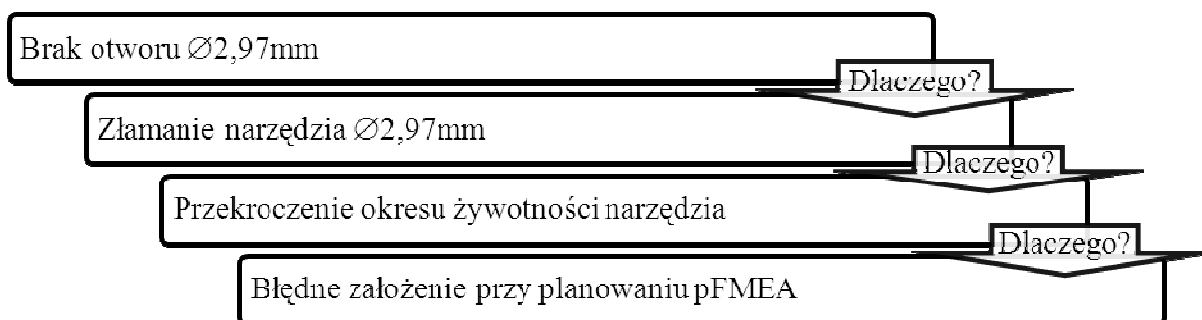 Brak otworu ∅2,97mm
Dlaczego?
Złamanie narzędzia ∅2,97mm
Dlaczego?
Przekroczenie okresu żywotności narzędzia
Dlaczego?
Błędne założenie przy planowaniu pFMEA